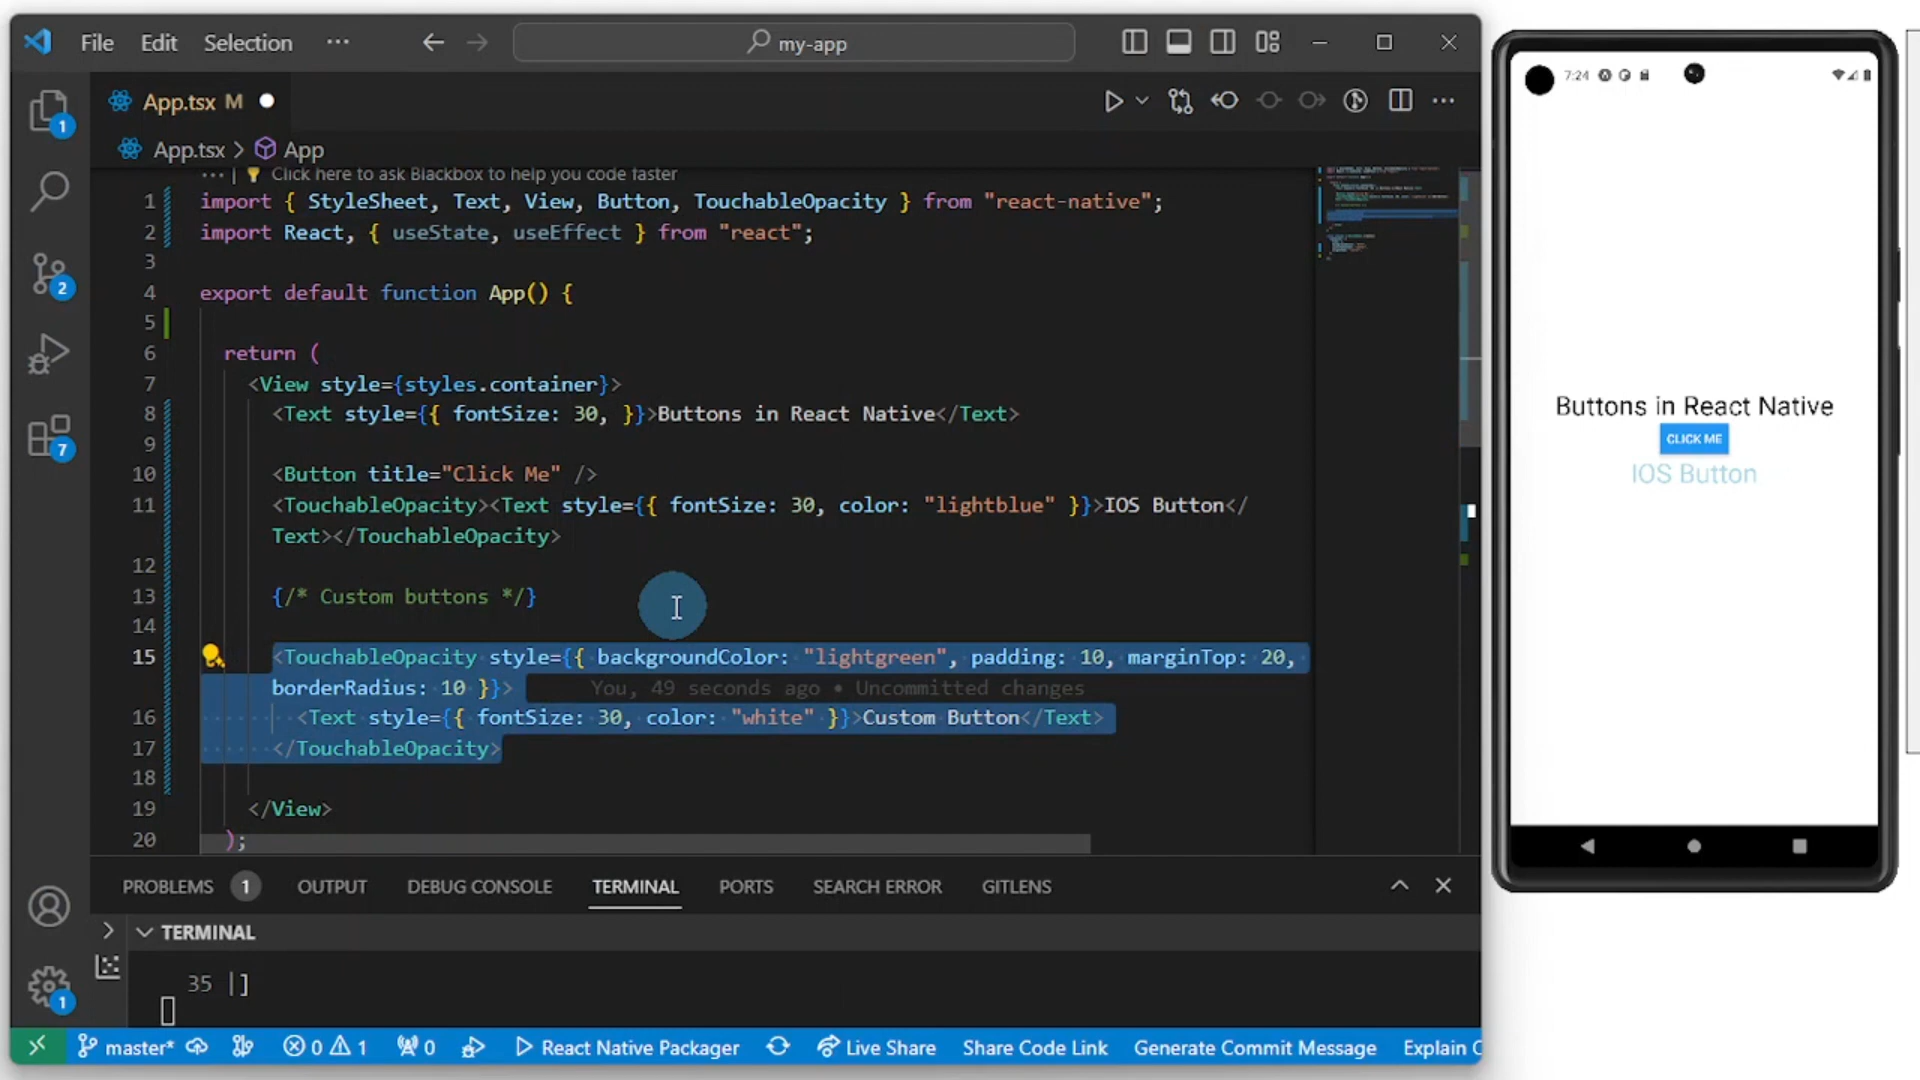 File Edit Selection ··· my-app
App.tsx M
App.tsx > App
··· | Click here to ask Blackbox to help you code faster
1 import { StyleSheet, Text, View, Button, TouchableOpacity } from "react-native";
2 import React, { useState, useEffect } from "react";
3
4 export default function App() {
5
6 return (
7 <View style={styles.container}>
8 <Text style={{ fontSize: 30, }}>Buttons in React Native</Text>
9
10 <Button title="Click Me" />
11 <TouchableOpacity><Text style={{ fontSize: 30, color: "lightblue" }}>IOS Button</
Text></TouchableOpacity>
12
13 {/* Custom buttons */}
14
15 <TouchableOpacity style={{ backgroundColor: "lightgreen", padding: 10, marginTop: 20,
borderRadius: 10 }}> You, 49 seconds ago • Uncommitted changes
16 <Text style={{ fontSize: 30, color: "white" }}>Custom Button</Text>
17 </TouchableOpacity>
18
19 </View>
20 );
1
2
7
1
PROBLEMS 1 OUTPUT DEBUG CONSOLE TERMINAL PORTS SEARCH ERROR GITLENS
TERMINAL
35 |]
master* 0 1 0 React Native Packager Live Share Share Code Link Generate Commit Message Explain C
7:24
Buttons in React Native
CLICK ME
IOS Button